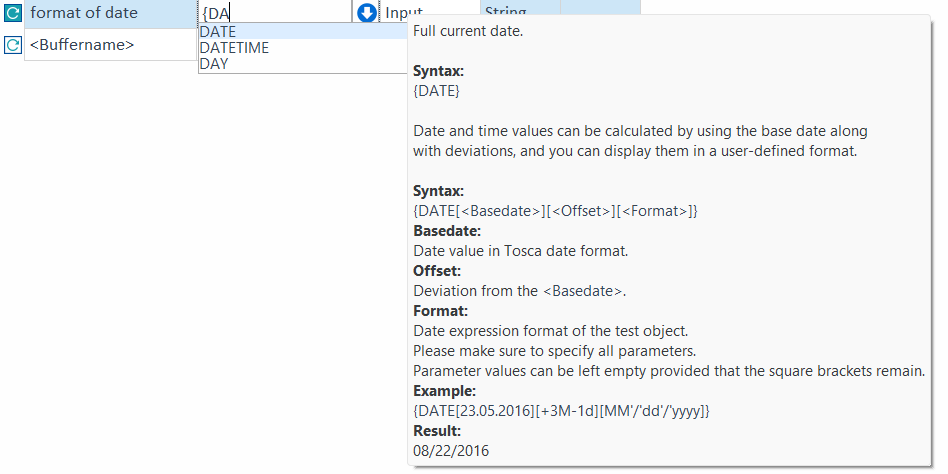 format of date {DA Input String
<Buffername>
DATE
DATETIME
DAY
Full current date.
Syntax:
{DATE}
Date and time values can be calculated by using the base date along
with deviations, and you can display them in a user-defined format.
Syntax:
{DATE[<Basedate>][<Offset>][<Format>]}
Basedate:
Date value in Tosca date format.
Offset:
Deviation from the <Basedate>.
Format:
Date expression format of the test object.
Please make sure to specify all parameters.
Parameter values can be left empty provided that the square brackets remain.
Example:
{DATE[23.05.2016][+3M-1d][MM'/'dd'/'yyyy]}
Result:
08/22/2016